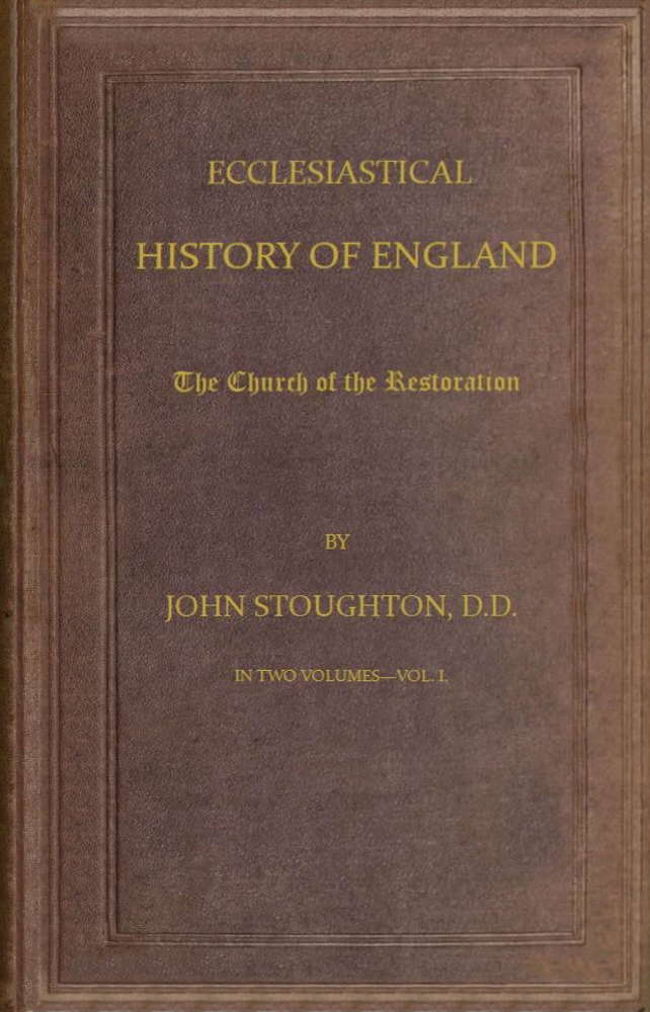 ECCLESIASTICAL
HISTORY OF ENGLAND
The Church of the Restoration
BY
JOHN STOUGHTON, D.D.
IN TWO VOLUMES—VOL. I.